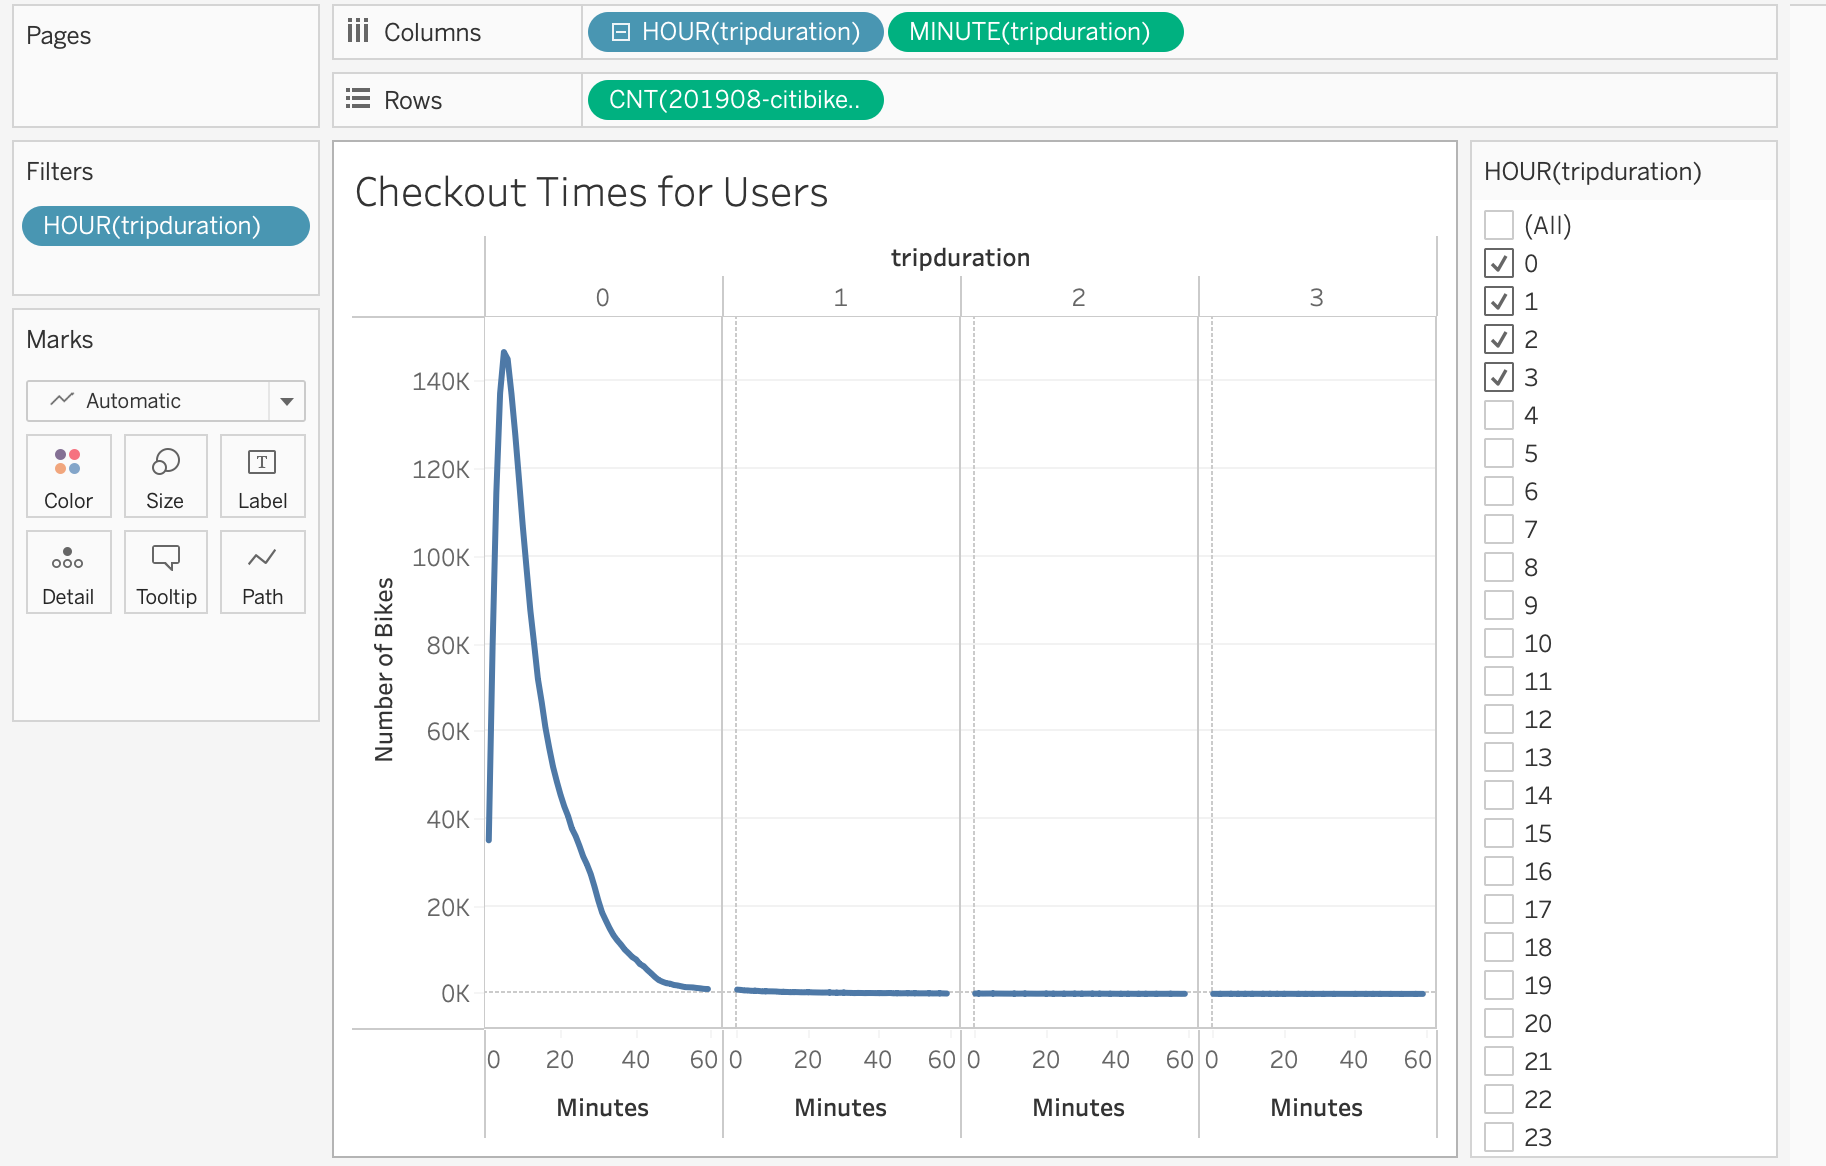 Pages
Columns
HOUR(tripduration)
MINUTE(tripduration)
Rows
CNT(201908-citibike..
Filters
HOUR(tripduration)
Marks
Automatic
Color
Size
T
Label
Detail
Tooltip
Path
Checkout Times for Users
tripduration
0 1 2 3
140K
120K
100K
80K
60K
40K
20K
0K
Number of Bikes
0 20 40 60 0 20 40 60 0 20 40 60 0 20 40 60
Minutes Minutes Minutes Minutes
HOUR(tripduration)
(All)
0
1
2
3
4
5
6
7
8
9
10
11
12
13
14
15
16
17
18
19
20
21
22
23